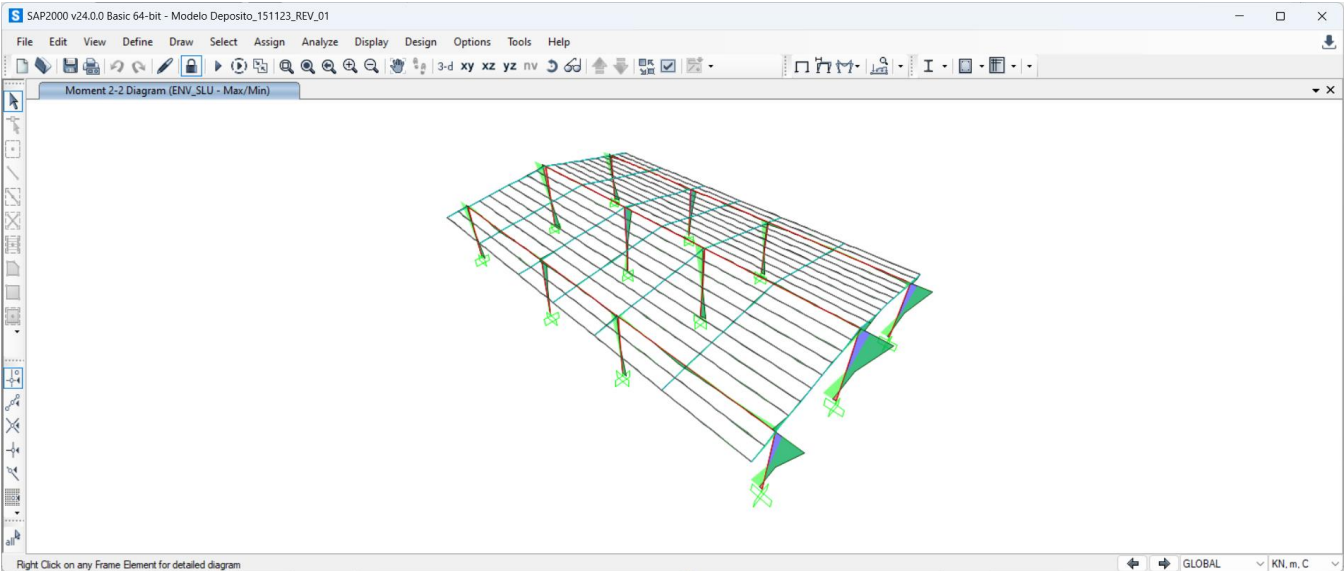 SAP2000 v24.0.0 Basic 64-bit - Modelo Deposito_151123_REV_01
File Edit View Define Draw Select Assign Analyze Display Design Options Tools Help
3-d xy xz yz nv
Moment 2-2 Diagram (ENV_SLU - Max/Min)
all
Right Click on any Frame Element for detailed diagram
GLOBAL
KN, m, C